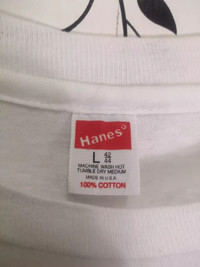 Hanes®
L 42 44
MACHINE WASH HOT
TUMBLE DRY MEDIUM
MADE IN U.S.A
100% COTTON